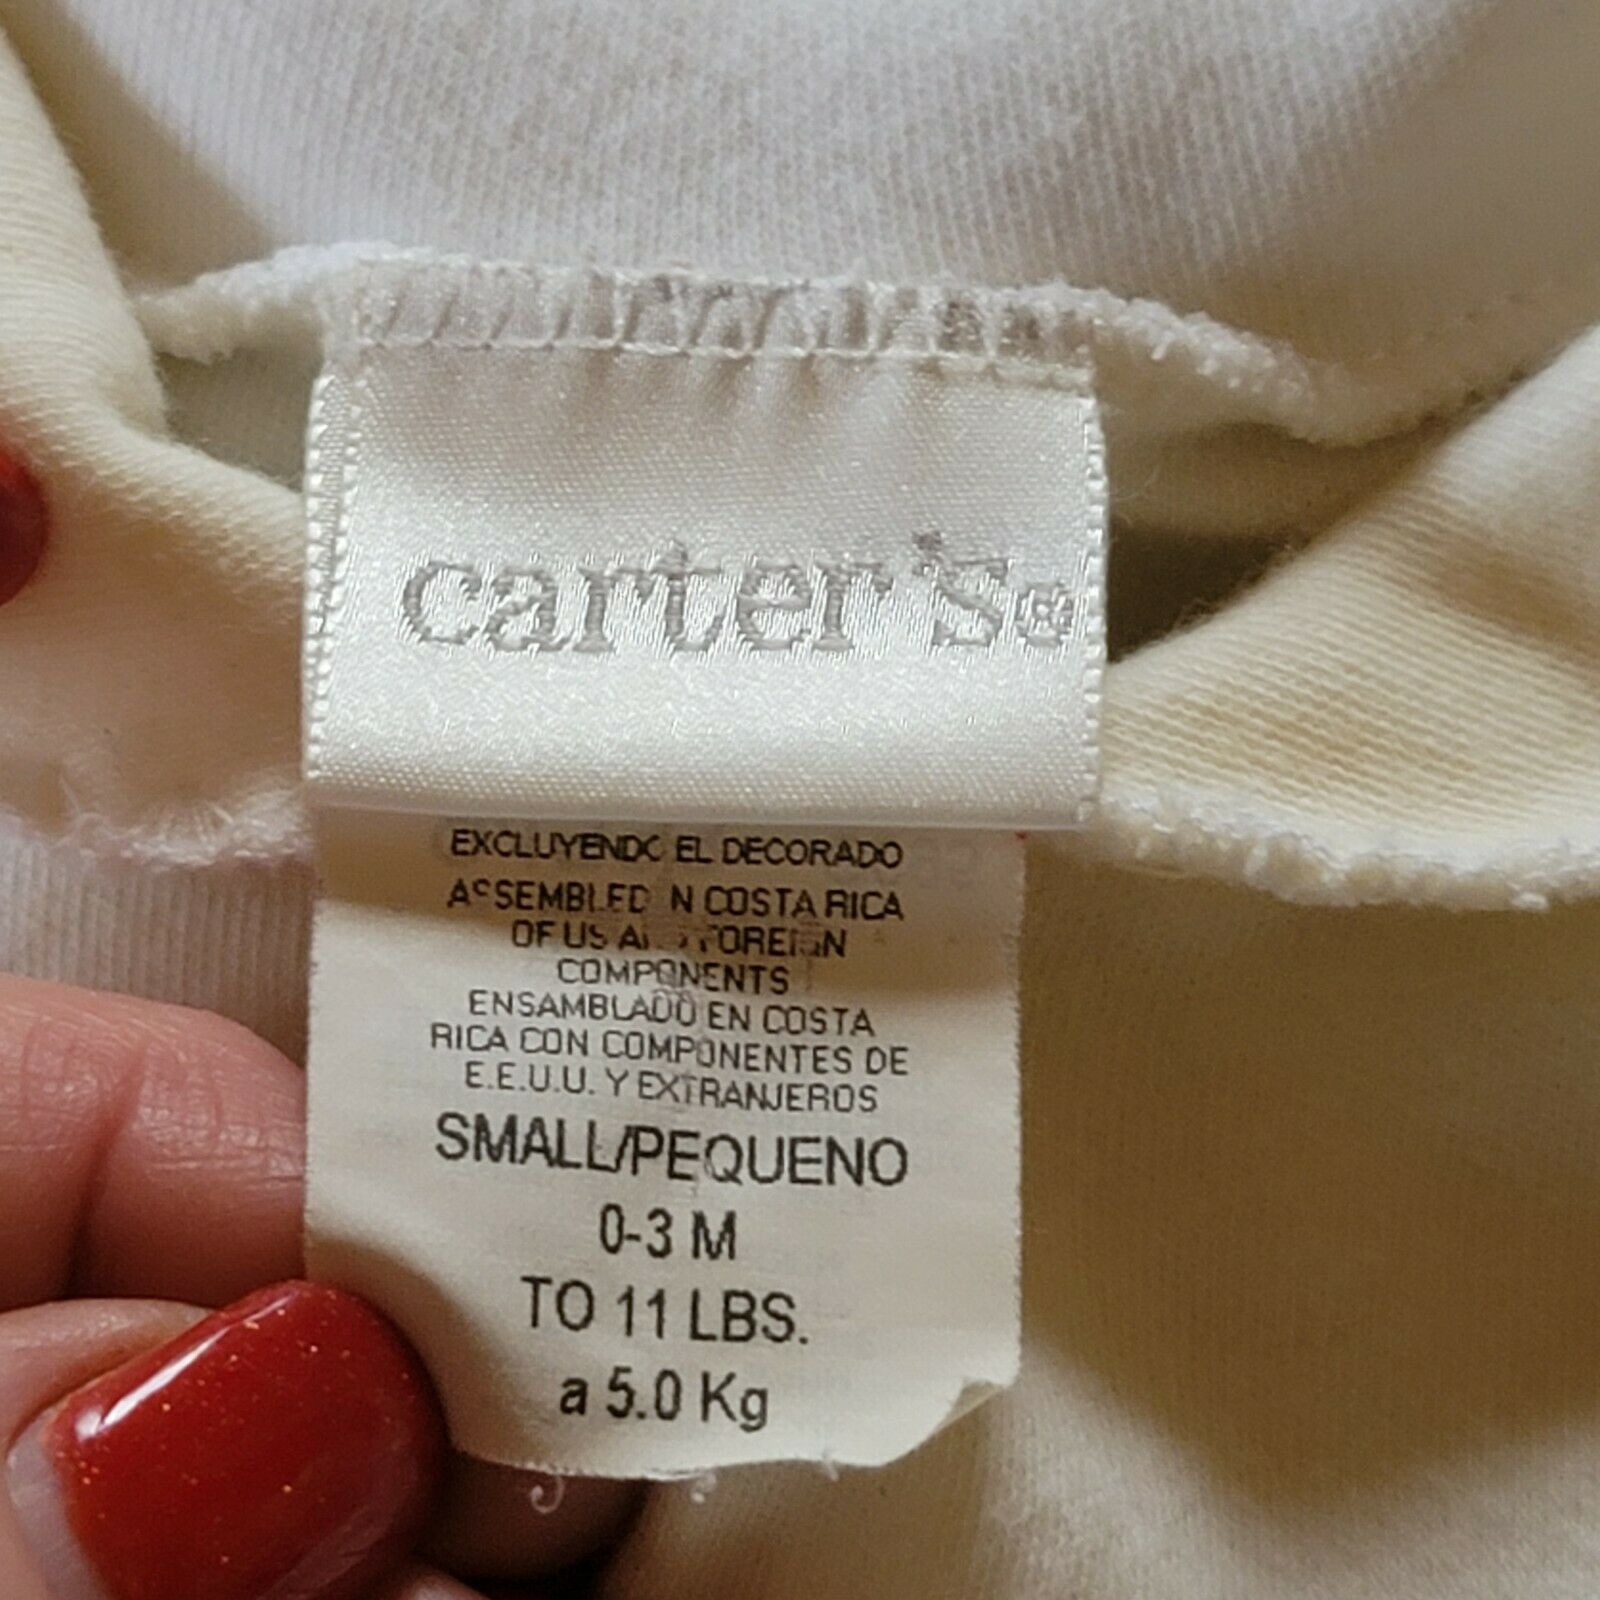 carter's®
EXCLUYENDO EL DECORADO
ASSEMBLED IN COSTA RICA
OF US AND FOREIGN
COMPONENTS
ENSAMBLADO EN COSTA
RICA CON COMPONENTES DE
E.E.U.U. Y EXTRANJEROS
SMALL/PEQUENO
0-3 M
TO 11 LBS.
a 5.0 Kg